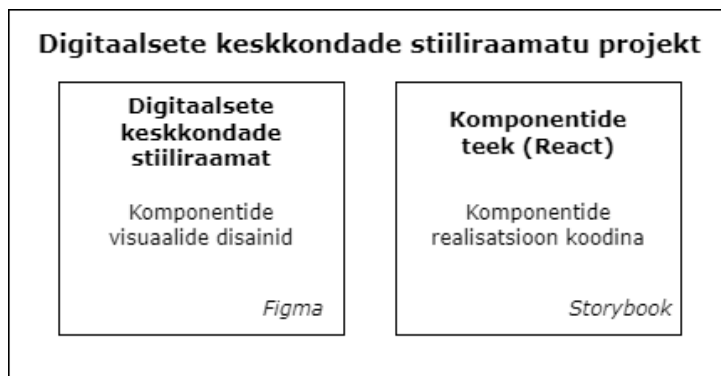 Digitaalsete keskkondade stiiliraamatu projekt
Digitaalsete
keskkondade
stiiliraamat
Komponentide
visuaalide disainid
Figma
Komponentide
teek (React)
Komponentide
realisatsioon koodina
Storybook